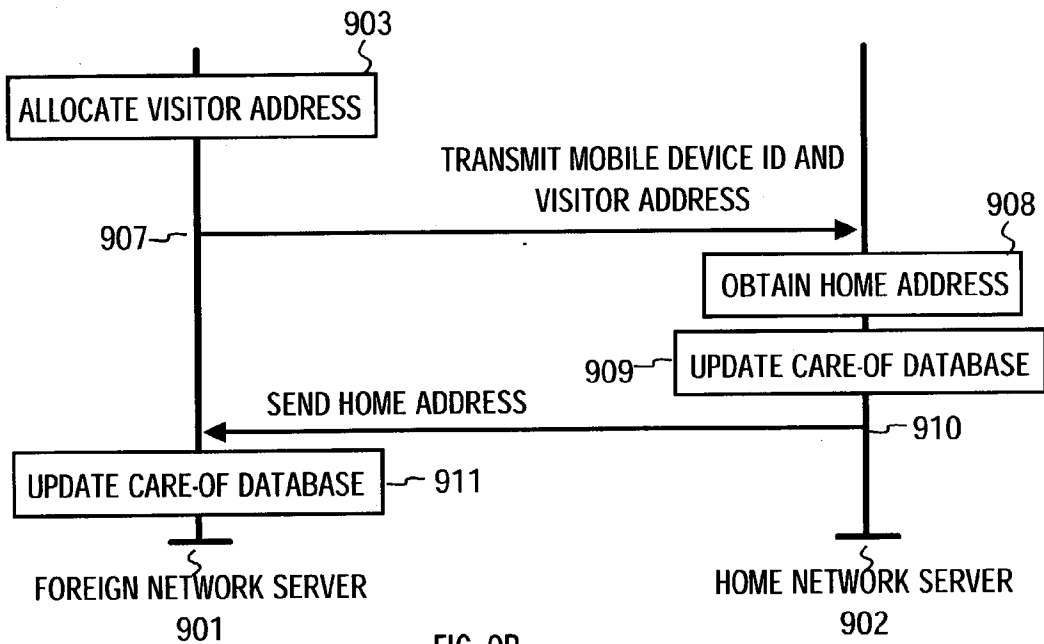 903
ALLOCATE VISITOR ADDRESS
TRANSMIT MOBILE DEVICE ID AND
VISITOR ADDRESS
907
908
OBTAIN HOME ADDRESS
909
UPDATE CARE-OF DATABASE
SEND HOME ADDRESS
910
UPDATE CARE-OF DATABASE
911
FOREIGN NETWORK SERVER
901
HOME NETWORK SERVER
902